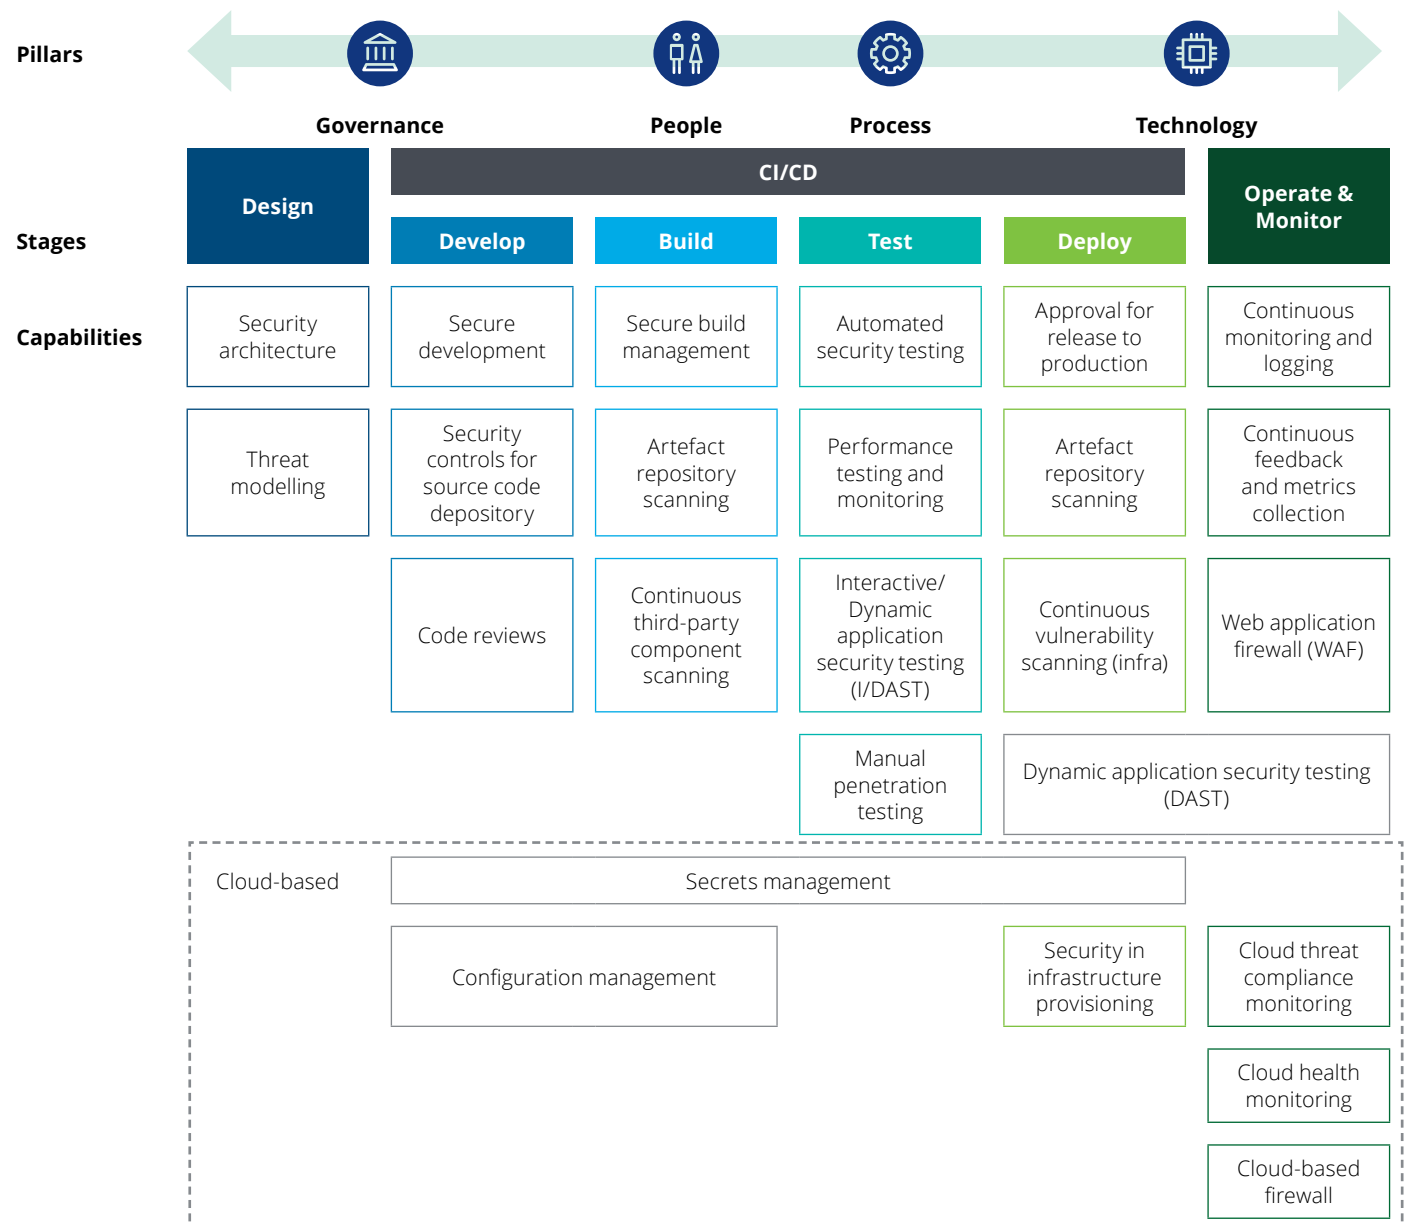 Pillars
Governance
People
Process
Technology
Stages
Design
CI/CD
Develop
Build
Test
Deploy
Operate &
Monitor
Capabilities
Security
architecture
Secure
development
Secure build
management
Automated
security testing
Approval for
release to
production
Continuous
monitoring and
logging
Threat
modelling
Security
controls for
source code
depository
Artefact
repository
scanning
Performance
testing and
monitoring
Artefact
repository
scanning
Continuous
feedback
and metrics
collection
Code reviews
Continuous
third-party
component
scanning
Interactive/
Dynamic
application
security testing
(I/DAST)
Continuous
vulnerability
scanning (infra)
Web application
firewall (WAF)
Manual
penetration
testing
Dynamic application security testing
(DAST)
Cloud-based
Secrets management
Configuration management
Security in
infrastructure
provisioning
Cloud threat
compliance
monitoring
Cloud health
monitoring
Cloud-based
firewall